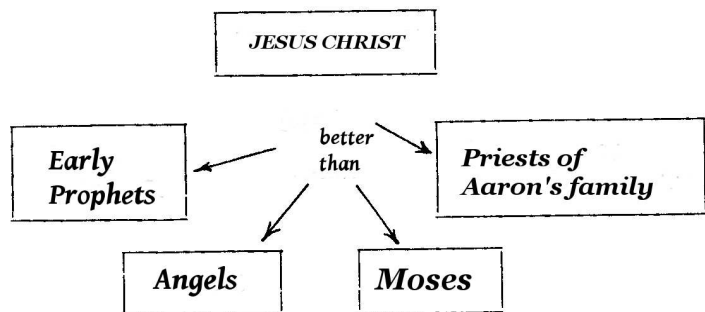 JESUS CHRIST
better
than
Early
Prophets
Priests of
Aaron's family
Angels
Moses